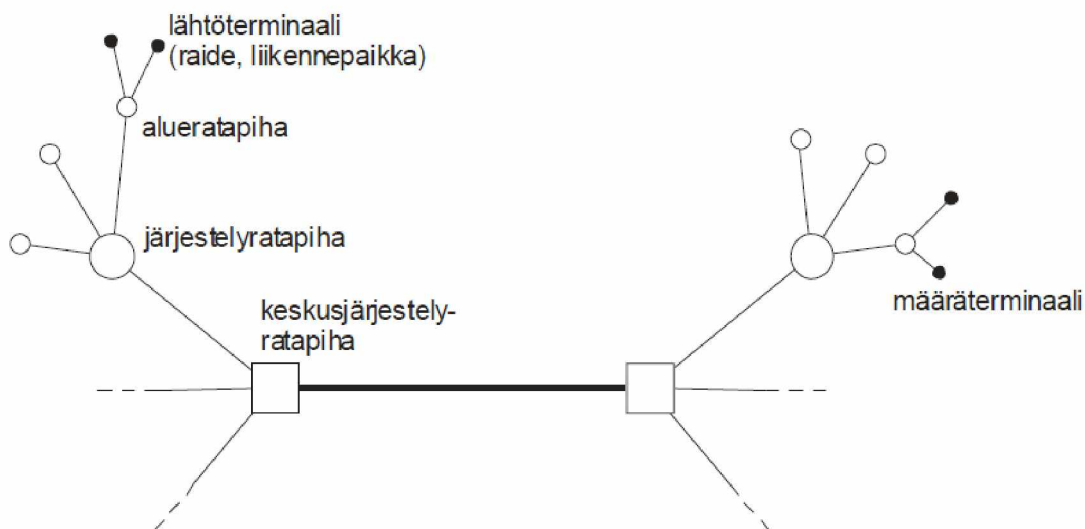 lähtöterminaali
(raide, liikennepaikka)
alueratapiha
järjestelyratapiha
keskusjärjestely-
ratapiha
määräterminaali